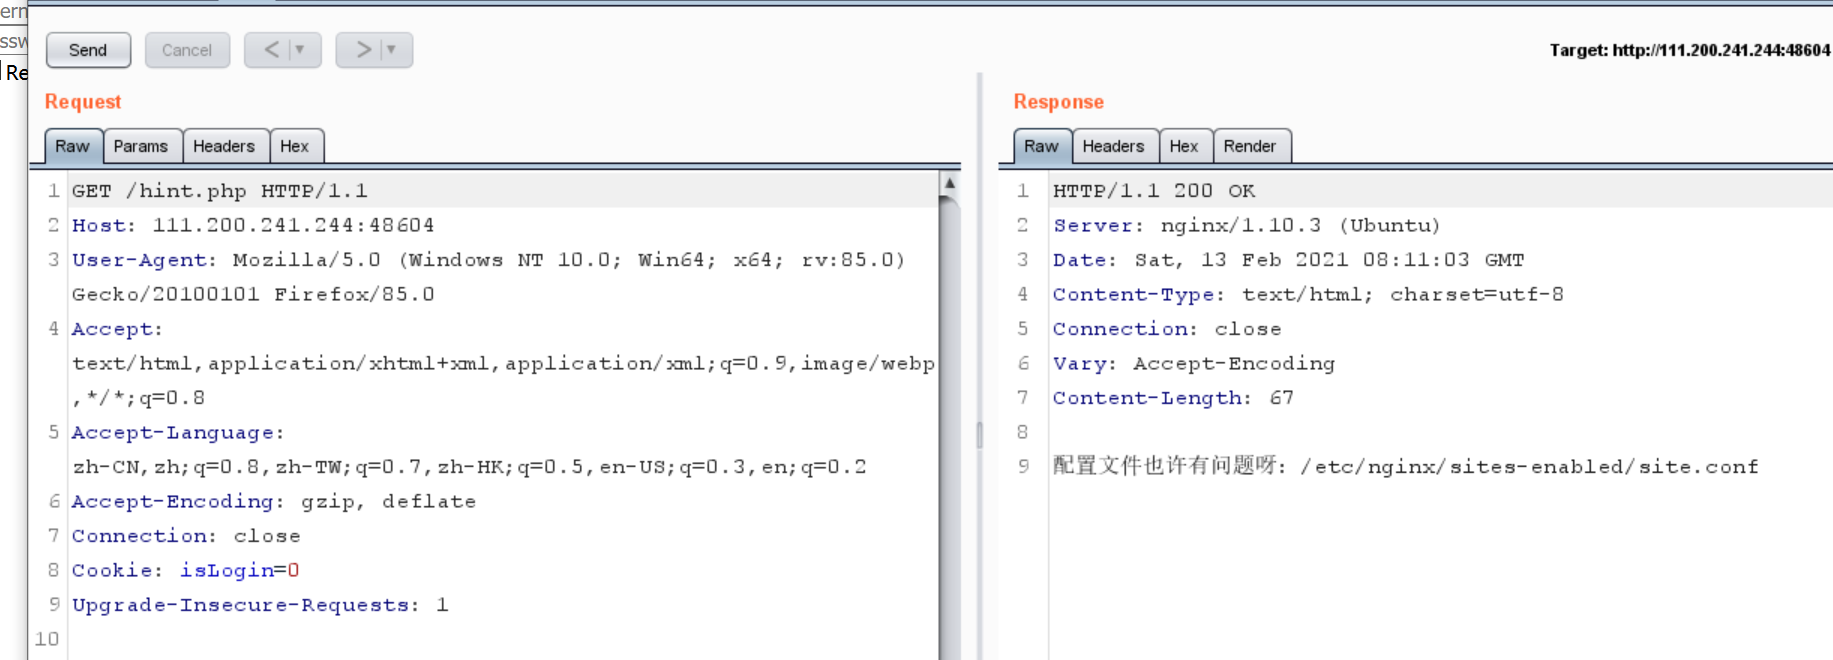 ern
ssw
Re
Send
Cancel
<
>
Target: http://111.200.241.244:48604
Request
Raw
Params
Headers
Hex
1 GET /hint.php HTTP/1.1
2 Host: 111.200.241.244:48604
3 User-Agent: Mozilla/5.0 (Windows NT 10.0; Win64; x64; rv:85.0)
Gecko/20100101 Firefox/85.0
4 Accept:
text/html,application/xhtml+xml,application/xml;q=0.9,image/webp
,*/*;q=0.8
5 Accept-Language:
zh-CN,zh;q=0.8,zh-TW;q=0.7,zh-HK;q=0.5,en-US;q=0.3,en;q=0.2
6 Accept-Encoding: gzip, deflate
7 Connection: close
8 Cookie: isLogin=0
9 Upgrade-Insecure-Requests: 1
10
Response
Raw
Headers
Hex
Render
1 HTTP/1.1 200 OK
2 Server: nginx/1.10.3 (Ubuntu)
3 Date: Sat, 13 Feb 2021 08:11:03 GMT
4 Content-Type: text/html; charset=utf-8
5 Connection: close
6 Vary: Accept-Encoding
7 Content-Length: 67
8
9 配置文件也许有问题呀：/etc/nginx/sites-enabled/site.conf